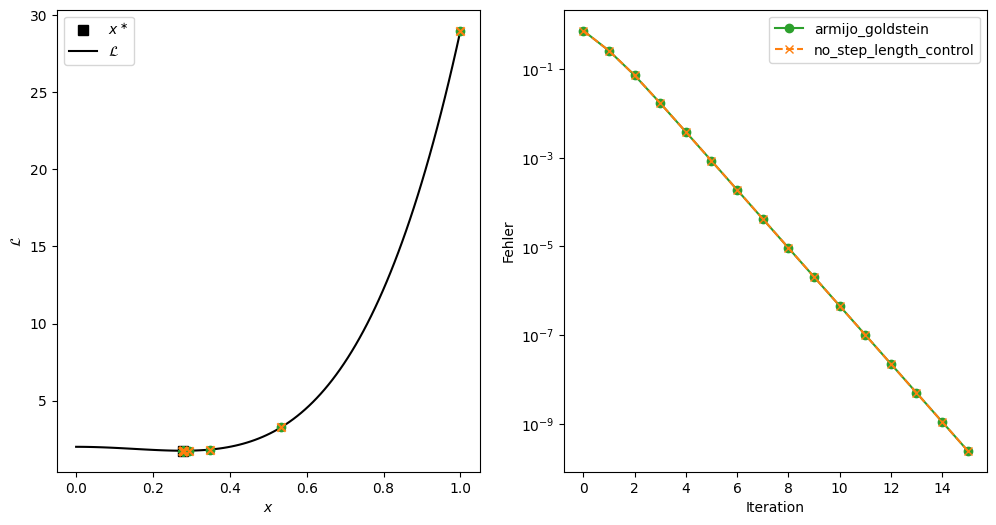 x *
ℒ
30
25
20
15
10
5
ℒ
0.0 0.2 0.4 0.6 0.8 1.0
x
armijo_goldstein
no_step_length_control
10⁻¹
10⁻³
10⁻⁵
10⁻⁷
10⁻⁹
Fehler
0 2 4 6 8 10 12 14
Iteration